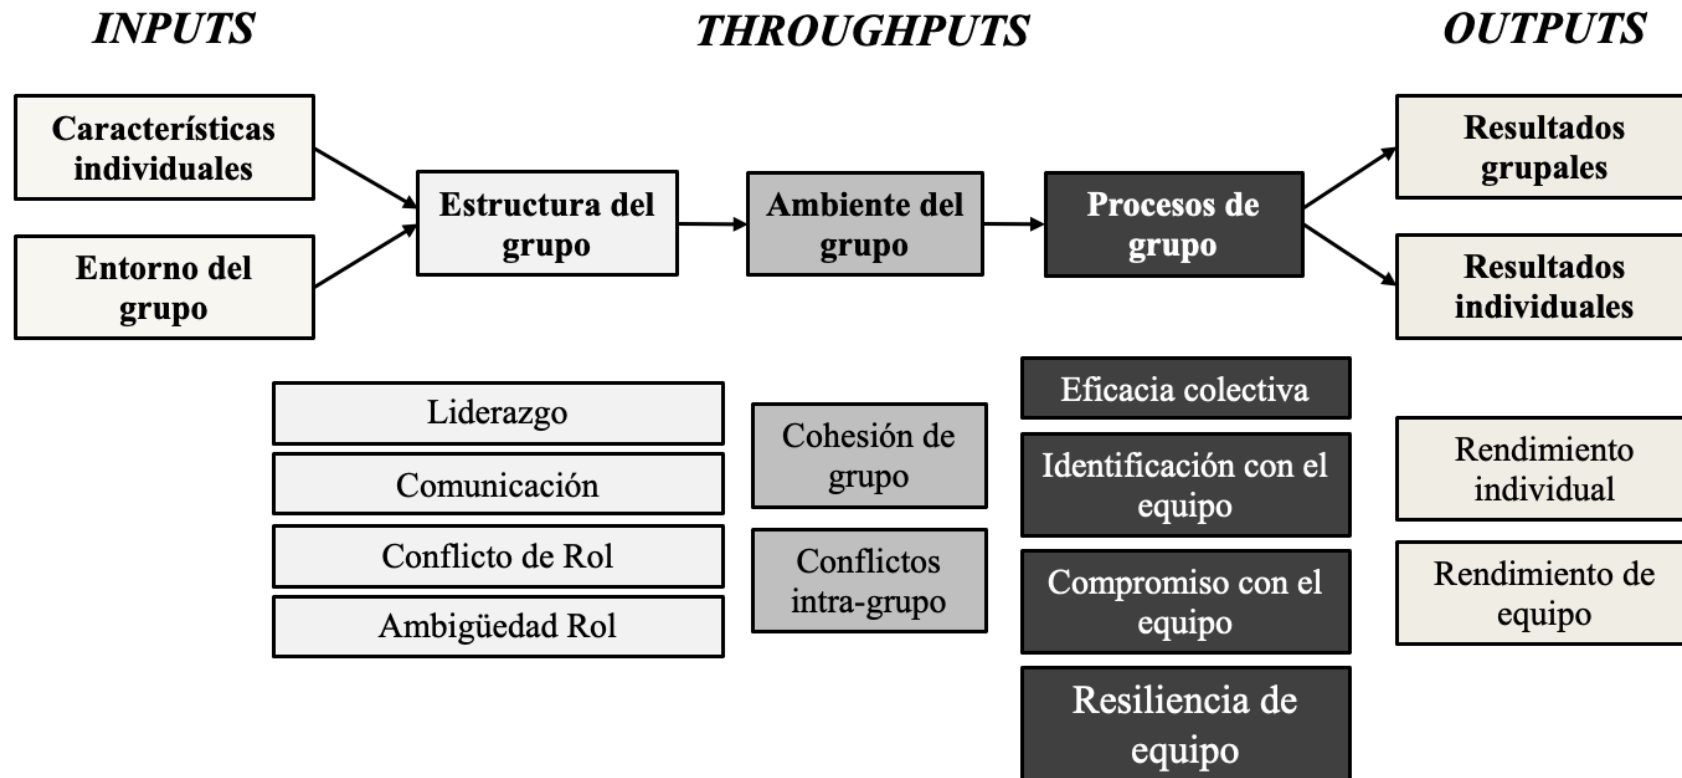 INPUTS
THROUGHPUTS
OUTPUTS
Características
individuales
Entorno del
grupo
Estructura del
grupo
Ambiente del
grupo
Procesos de
grupo
Resultados
grupales
Resultados
individuales
Liderazgo
Comunicación
Conflicto de Rol
Ambigüedad Rol
Cohesión de
grupo
Conflictos
intra-grupo
Eficacia colectiva
Identificación con el
equipo
Compromiso con el
equipo
Resiliencia de
equipo
Rendimiento
individual
Rendimiento de
equipo